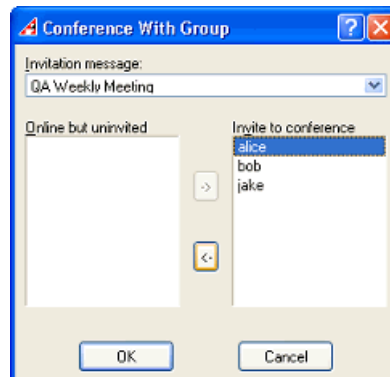 Conference With Group
Invitation message:
QA Weekly Meeting
Online but uninvited
Invite to conference
alice
bob
jake
->
<-
OK
Cancel